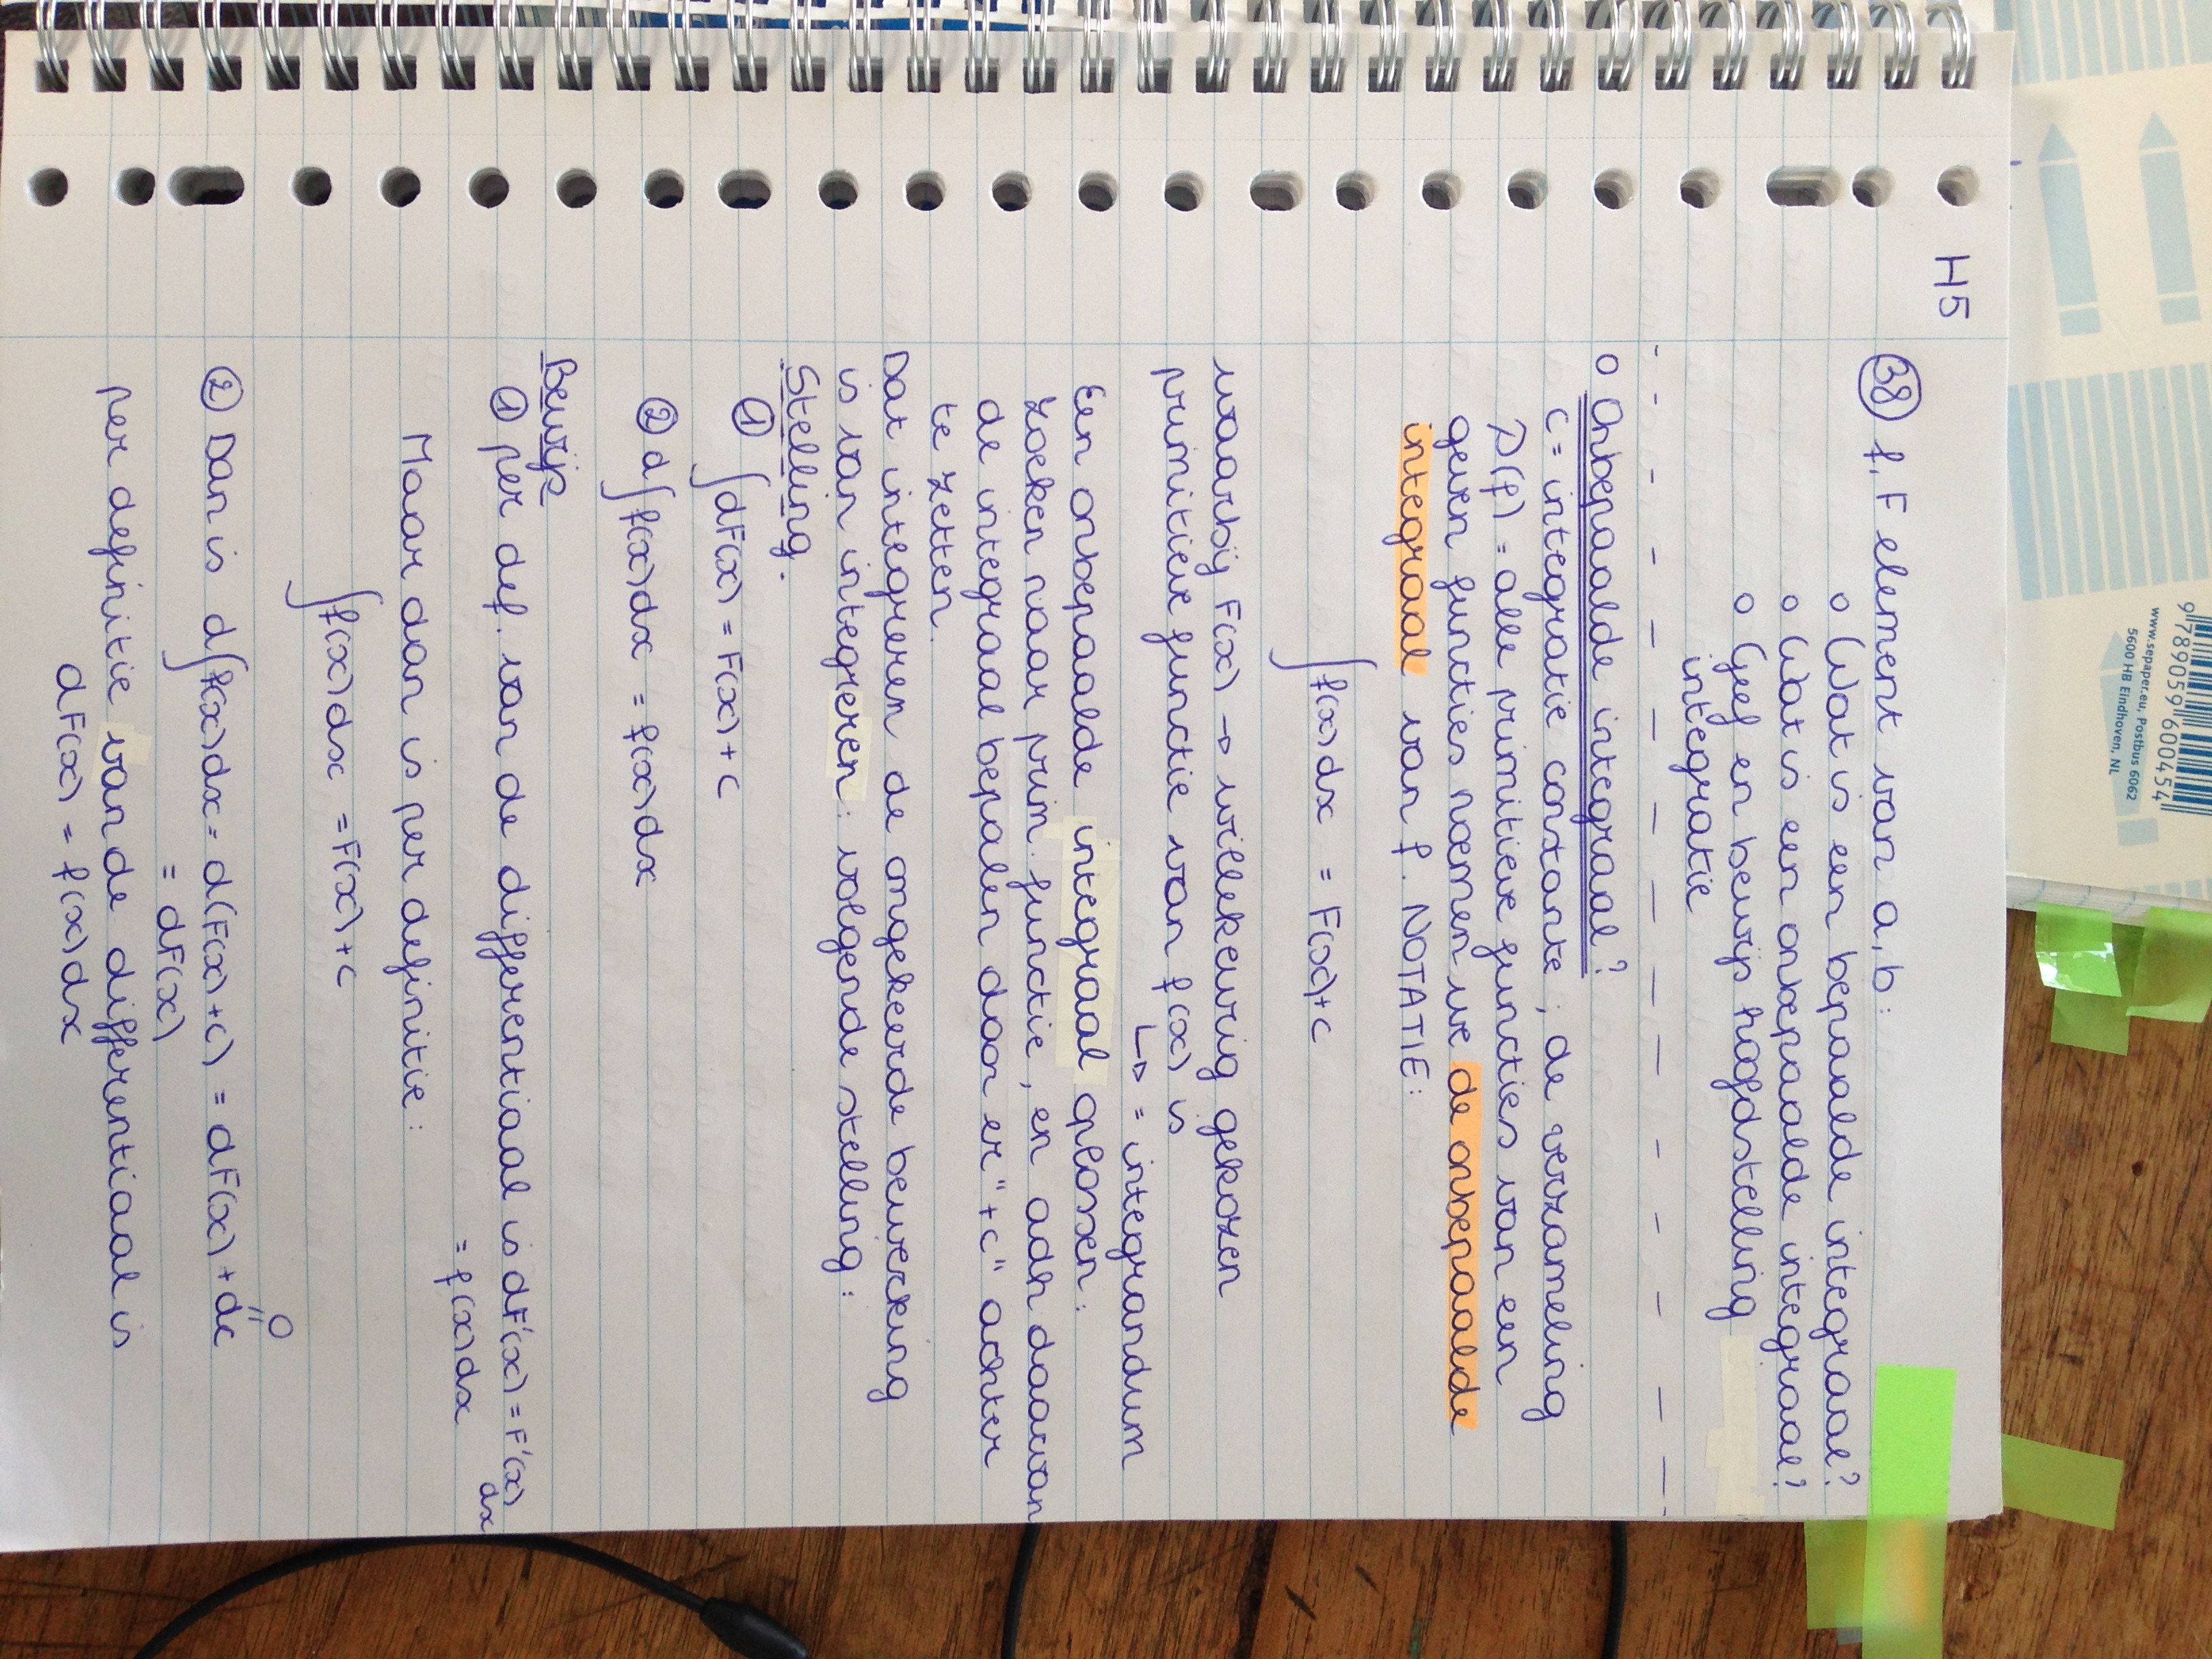 9 789059 600454
www.sepaper.eu, Postbus 6062
5600 HB Eindhoven, NL
H5
38 f, F element van a, b:
o Wat is een bepaalde integraal?
o Wat is een onbepaalde integraal?
o Geef en bewijs hoofdstelling
integratie
o Onbepaalde integraal?
c = integratie constante ; de verzameling
D(f) = alle primitieve functies van een
geven functies noemen we de onbepaalde
integraal van f. NOTATIE:
∫f(x)dx = F(x)+c
waarbij F(x) → willekeurig gekozen
primitieve functie van f(x) is
↳ = integrandum
Een onbepaalde integraal oplossen:
zoeken naar prim. functie, en adh daarvan
de integraal bepalen door er "+c" achter
te zetten.
Dat integreren de omgekeerde bewerking
is van integreren: volgende stelling:
Stelling.
① ∫dF(x) = F(x) + c
② d∫f(x)dx = f(x)dx
Bewijs
① per def. van de differentiaal is dF'(x) = F'(x)
dx
= f(x)dx
Maar dan is per definitie:
∫f(x)dx = F(x) + c
0
=
② Dan is d∫f(x)dx = d(F(x)+c) = dF(x) + dc
= dF(x)
per definitie van de differentiaal is
dF(x) = f(x)dx